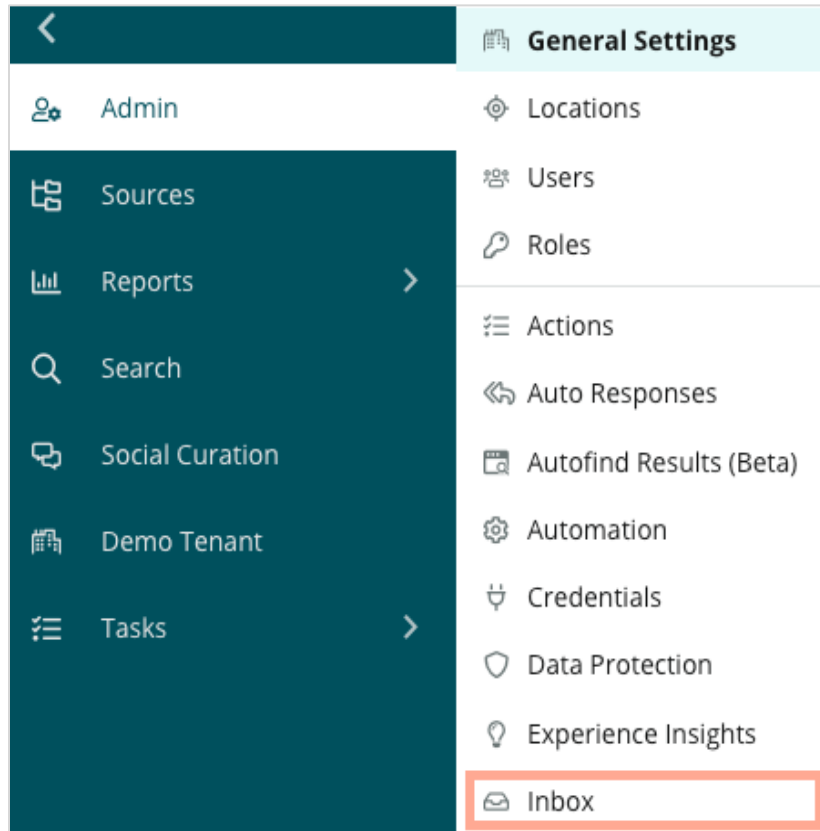 Admin
Sources
Reports
Search
Social Curation
Demo Tenant
Tasks
General Settings
Locations
Users
Roles
Actions
Auto Responses
Autofind Results (Beta)
Automation
Credentials
Data Protection
Experience Insights
Inbox